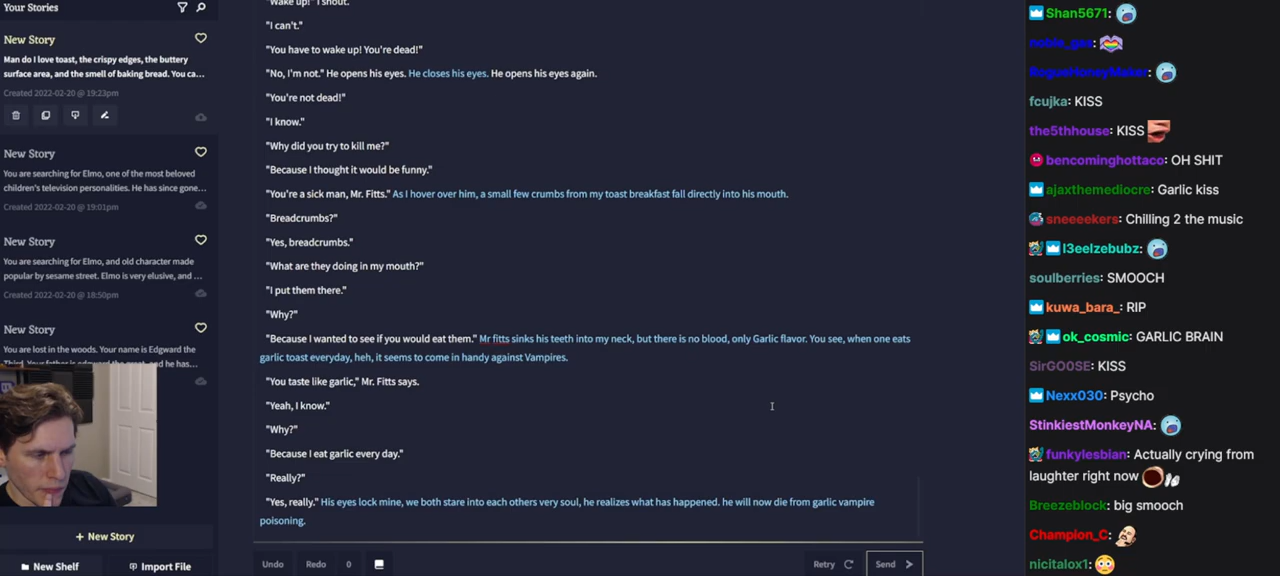 Your Stories
New Story
Man do I love toast, the crispy edges, the buttery
surface area, and the smell of baking bread. You ca...
Created 2022-02-20 @ 19:23pm
New Story
You are searching for Elmo, one of the most beloved
children's television personalities. He has since gone...
Created 2022-02-20 @ 19:01pm
New Story
You are searching for Elmo, and old character made
popular by sesame street. Elmo is very elusive, and ...
Created 2022-02-20 @ 18:50pm
New Story
You are lost in the woods. Your name is Edgward the
+ New Story
New Shelf
Import File
"Wake up!" I shout.
"I can't."
"You have to wake up! You're dead!"
"No, I'm not." He opens his eyes. He closes his eyes. He opens his eyes again.
"You're not dead!"
"I know."
"Why did you try to kill me?"
"Because I thought it would be funny."
"You're a sick man, Mr. Fitts." As I hover over him, a small few crumbs from my toast breakfast fall directly into his mouth.
"Breadcrumbs?"
"Yes, breadcrumbs."
"What are they doing in my mouth?"
"I put them there."
"Why?"
"Because I wanted to see if you would eat them." Mr fitts sinks his teeth into my neck, but there is no blood, only Garlic flavor. You see, when one eats
garlic toast everyday, heh, it seems to come in handy against Vampires.
"You taste like garlic," Mr. Fitts says.
"Yeah, I know."
"Why?"
"Because I eat garlic every day."
"Really?"
"Yes, really." His eyes lock mine, we both stare into each others very soul, he realizes what has happened. he will now die from garlic vampire
poisoning.
Undo
Redo
0
Retry
Send
Shan5671:
noble_gee:
RogueHoneyMaker:
fcujka: KISS
the5thhouse: KISS
bencominghottaco: OH SHIT
ajaxthemediocre: Garlic kiss
sneeeekers: Chilling 2 the music
l3eelzebubz:
soulberries: SMOOCH
kuwa_bara_: RIP
ok_cosmic: GARLIC BRAIN
SirGO0SE: KISS
Nexx030: Psycho
StinkiestMonkeyNA:
funkylesbian: Actually crying from
laughter right now
Breezeblock: big smooch
Champion_C:
nicitalox1: